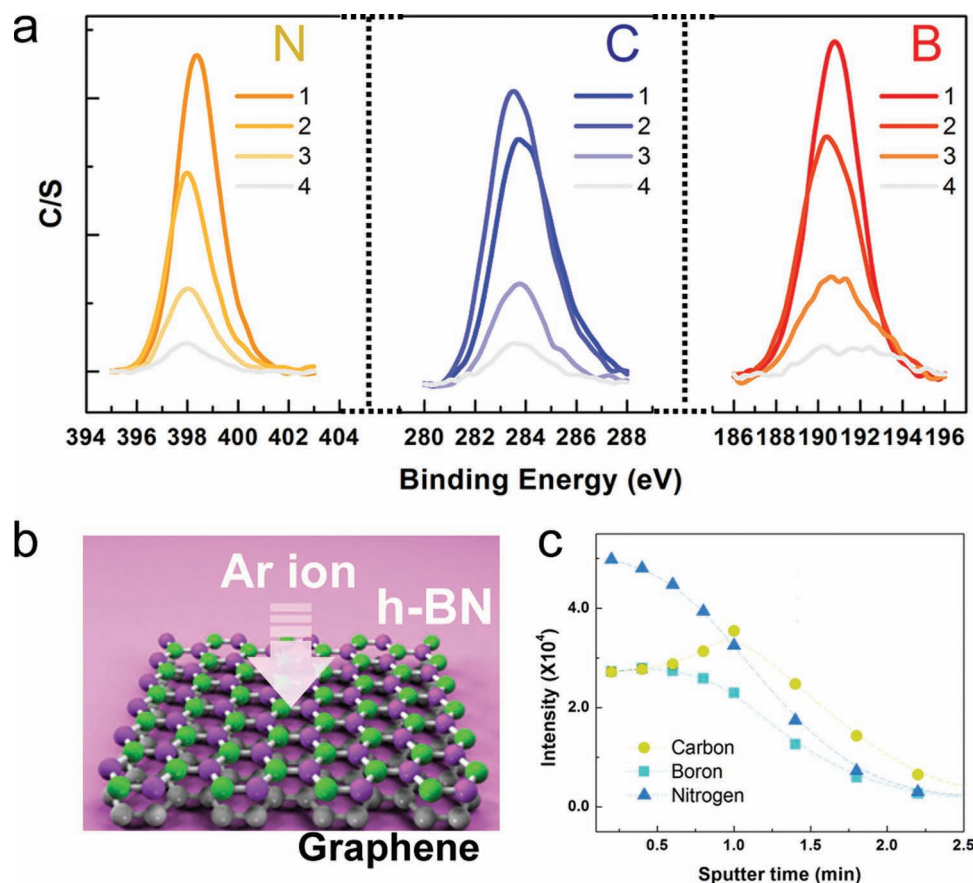 a
N
C
B
1
2
3
4
1
2
3
4
1
2
3
4
C/S
394 396 398 400 402 404
280 282 284 286 288
186 188 190 192 194 196
Binding Energy (eV)
b
Ar ion
h-BN
Graphene
c
Intensity (X10⁴)
4.0
2.0
0.0
Carbon
Boron
Nitrogen
0.5 1.0 1.5 2.0 2.5
Sputter time (min)